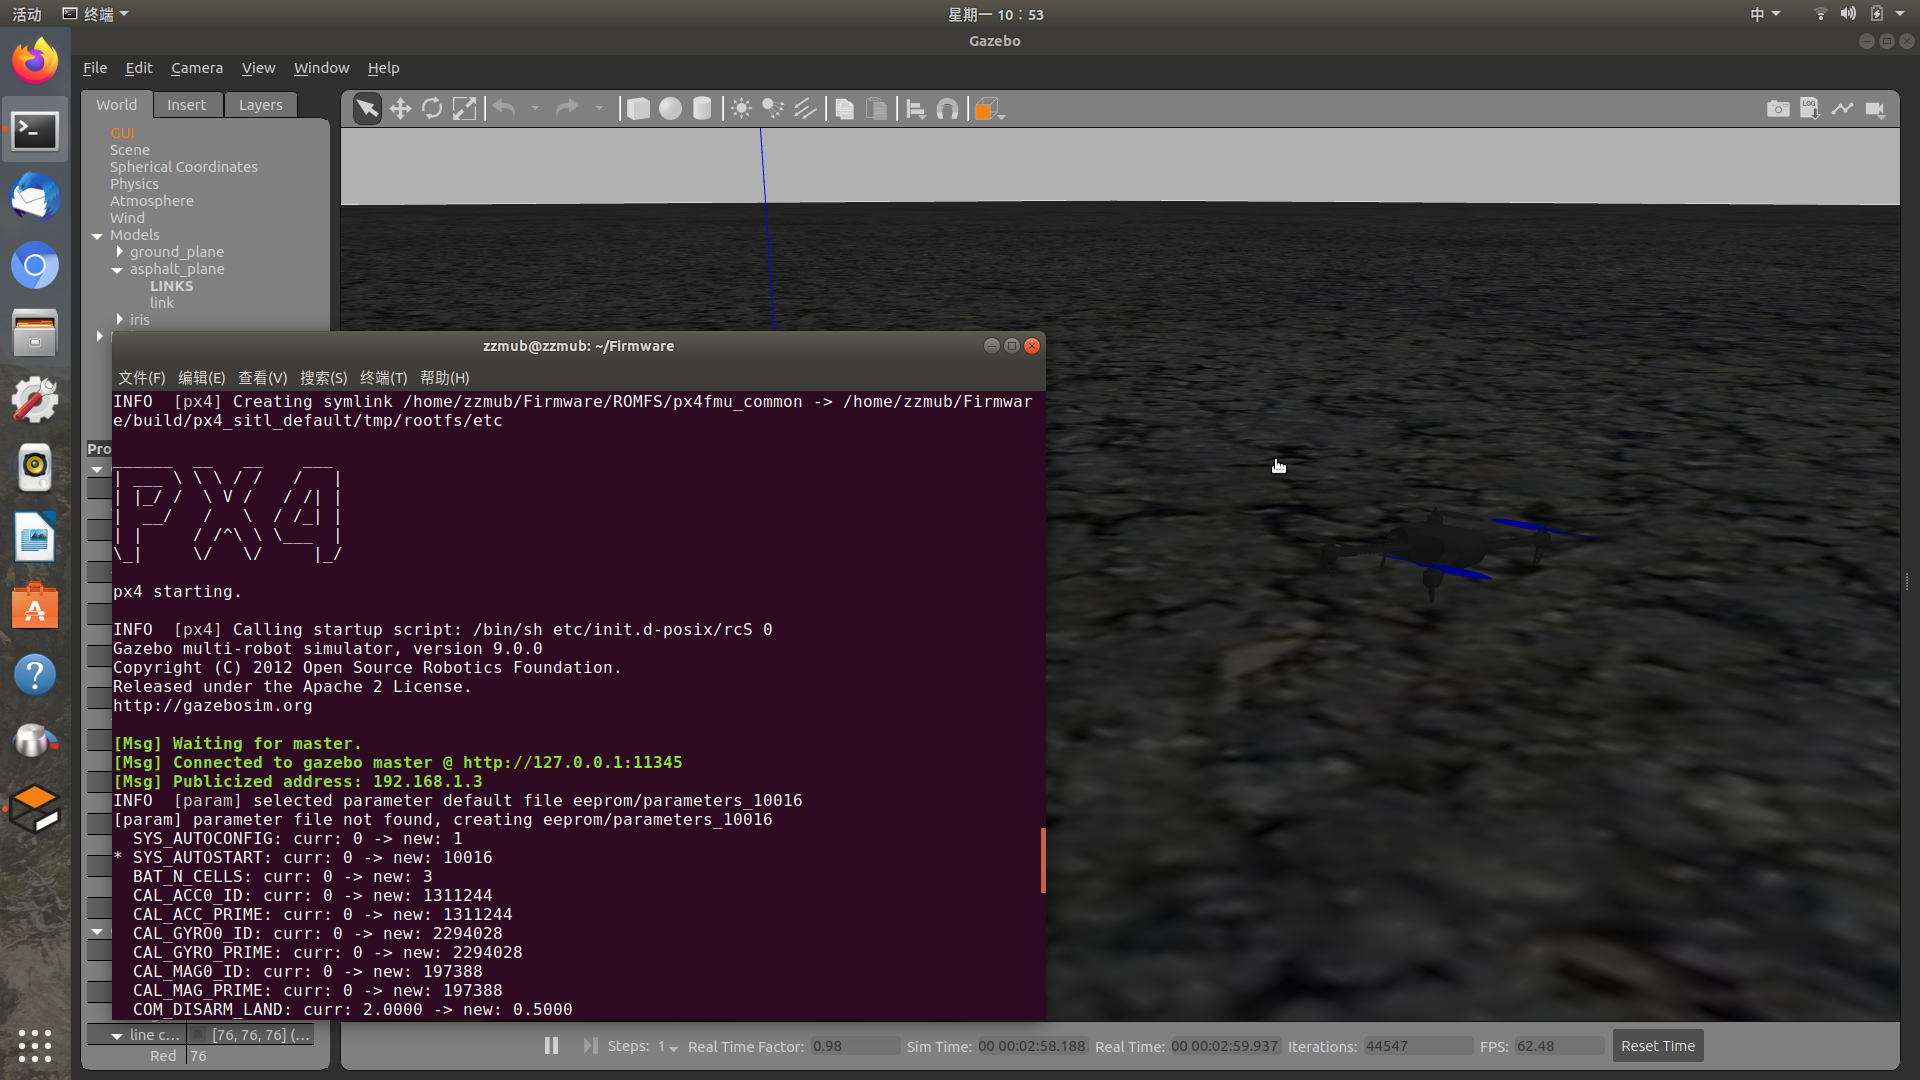 活动
终端
星期一 10：53
中
Gazebo
File Edit Camera View Window Help
World Insert Layers
GUI
Scene
Spherical Coordinates
Physics
Atmosphere
Wind
Models
ground_plane
asphalt_plane
LINKS
link
iris
LOG
Pro
zzmub@zzmub: ~/Firmware
文件(F) 编辑(E) 查看(V) 搜索(S) 终端(T) 帮助(H)
INFO  [px4] Creating symlink /home/zzmub/Firmware/ROMFS/px4fmu_common -> /home/zzmub/Firmwar
e/build/px4_sitl_default/tmp/rootfs/etc
______  __   __    ___
| ___ \ \ \ / /   /   |
| |_/ /  \ V /   / /| |
|  __/   /   \  / /_| |
| |     / /^\ \ \___  |
\_|     \/   \/     |_/
px4 starting.
INFO  [px4] Calling startup script: /bin/sh etc/init.d-posix/rcS 0
Gazebo multi-robot simulator, version 9.0.0
Copyright (C) 2012 Open Source Robotics Foundation.
Released under the Apache 2 License.
http://gazebosim.org
[Msg] Waiting for master.
[Msg] Connected to gazebo master @ http://127.0.0.1:11345
[Msg] Publicized address: 192.168.1.3
INFO  [param] selected parameter default file eeprom/parameters_10016
[param] parameter file not found, creating eeprom/parameters_10016
  SYS_AUTOCONFIG: curr: 0 -> new: 1
* SYS_AUTOSTART: curr: 0 -> new: 10016
  BAT_N_CELLS: curr: 0 -> new: 3
  CAL_ACC0_ID: curr: 0 -> new: 1311244
  CAL_ACC_PRIME: curr: 0 -> new: 1311244
  CAL_GYRO0_ID: curr: 0 -> new: 2294028
  CAL_GYRO_PRIME: curr: 0 -> new: 2294028
  CAL_MAG0_ID: curr: 0 -> new: 197388
  CAL_MAG_PRIME: curr: 0 -> new: 197388
  COM_DISARM_LAND: curr: 2.0000 -> new: 0.5000
line c... [76, 76, 76] (...
Red 76
Steps: 1 Real Time Factor: 0.98 Sim Time: 00 00:02:58.188 Real Time: 00 00:02:59.937 Iterations: 44547 FPS: 62.48 Reset Time